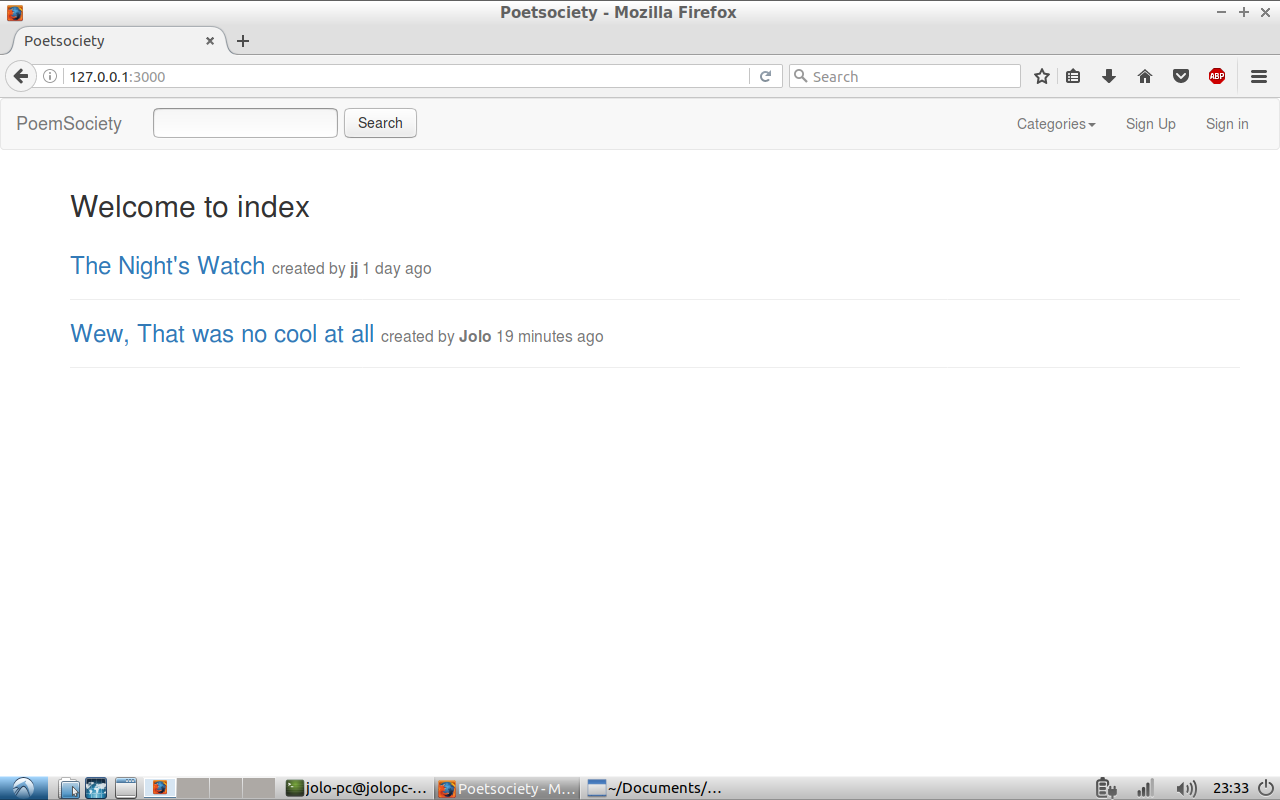 Poetsociety - Mozilla Firefox
Poetsociety
127.0.0.1:3000
Search
ABP
PoemSociety
Search
Categories
Sign Up
Sign in
Welcome to index
The Night's Watch created by jj 1 day ago
Wew, That was no cool at all created by Jolo 19 minutes ago
jolo-pc@jolopc-...
Poetsociety - M...
~/Documents/...
23:33